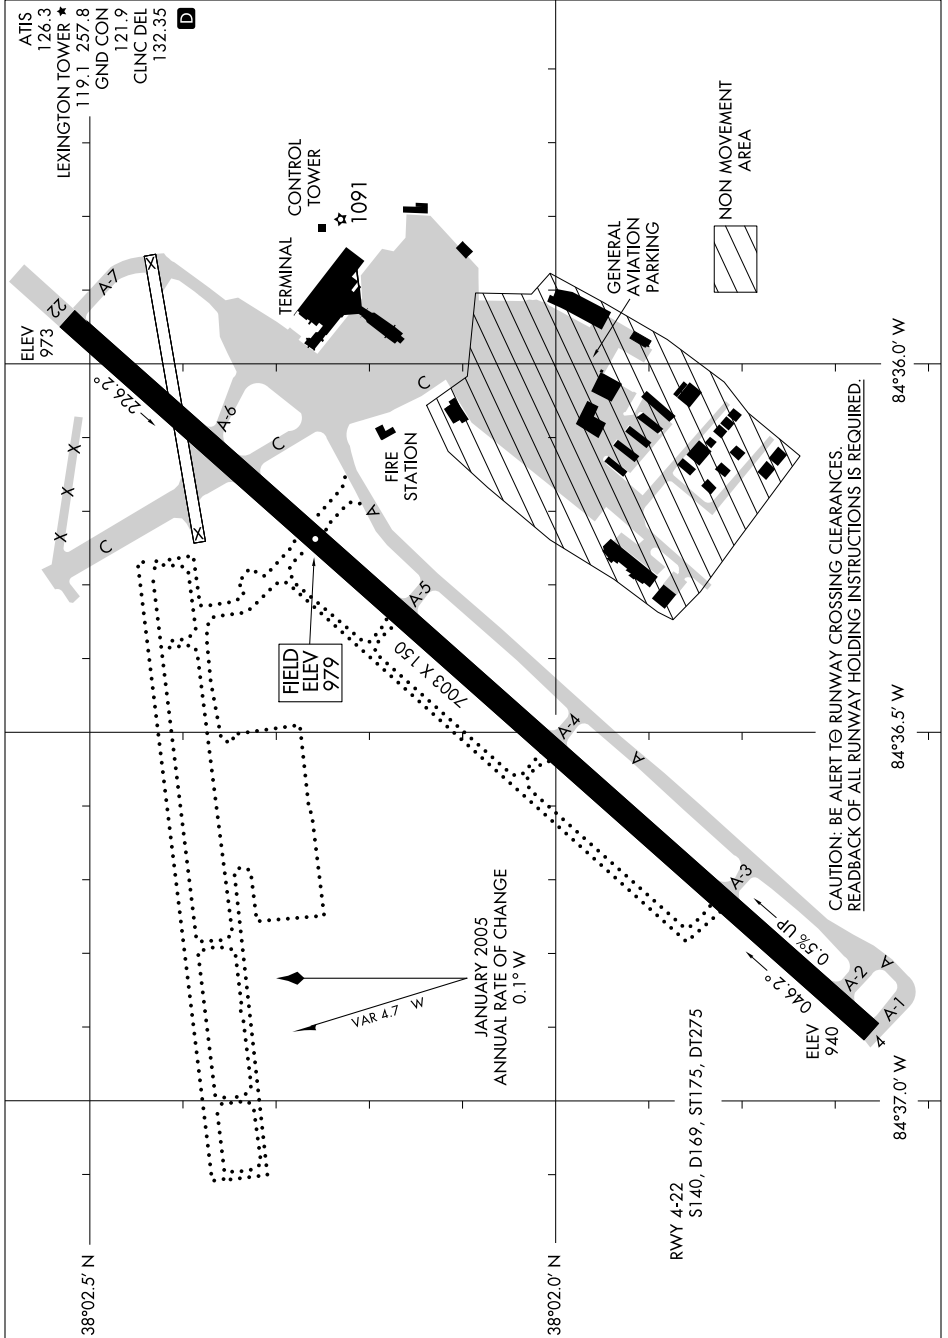 ATIS
126.3
LEXINGTON TOWER
119.1 257.8
GND CON
121.9
CLNC DEL
132.35
D
ELEV
973
22
226.2°
A-7
X
X
X
X
X
C
C
C
A-6
TERMINAL
CONTROL
TOWER
1091
FIRE
STATION
GENERAL
AVIATION
PARKING
NON MOVEMENT
AREA
A
A-5
FIELD
ELEV
979
7003 X 150
A-4
A
A-3
0.5% UP
046.2°
A-2
A
A-1
4
ELEV
940
VAR 4.7 W
JANUARY 2005
ANNUAL RATE OF CHANGE
0.1° W
RWY 4-22
S140, D169, ST175, DT275
CAUTION: BE ALERT TO RUNWAY CROSSING CLEARANCES.
READBACK OF ALL RUNWAY HOLDING INSTRUCTIONS IS REQUIRED.
38°02.5' N
38°02.0' N
84°37.0' W
84°36.5' W
84°36.0' W